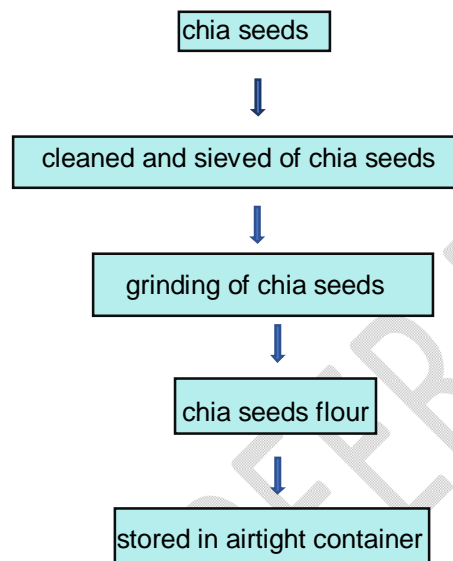 chia seeds
cleaned and sieved of chia seeds
grinding of chia seeds
chia seeds flour
stored in airtight container